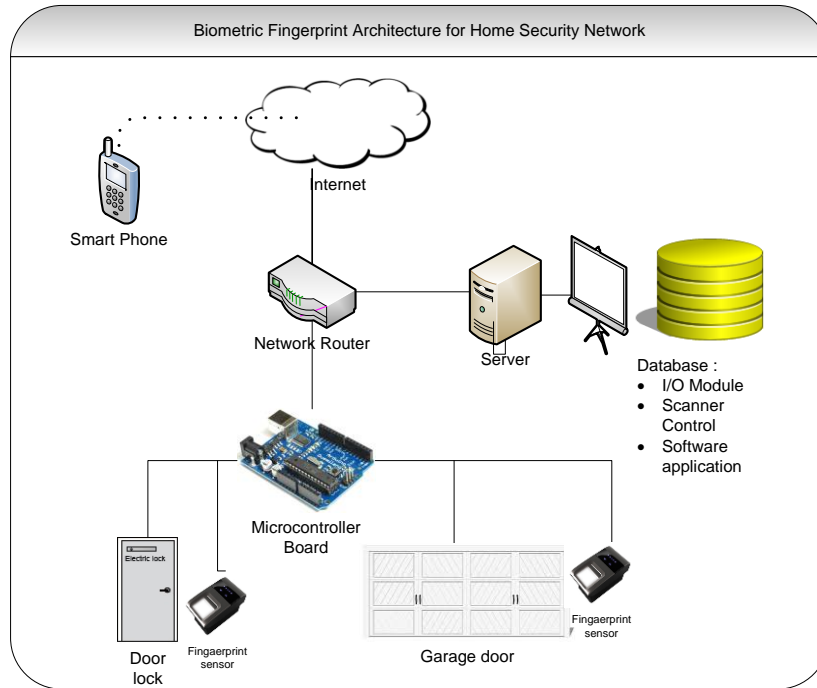 Biometric Fingerprint Architecture for Home Security Network
Internet
Smart Phone
Network Router
Server
Database :
• I/O Module
• Scanner
Control
• Software
application
Microcontroller
Board
Electric lock
Door
lock
Fingaerprint
sensor
Garage door
Fingaerprint
sensor